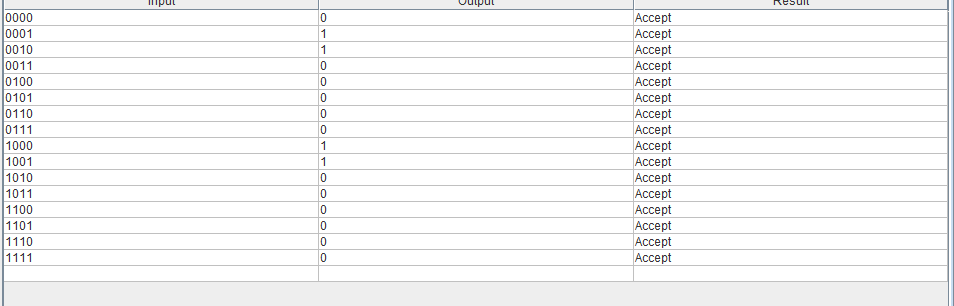 Input Output Result
0000 0 Accept
0001 1 Accept
0010 1 Accept
0011 0 Accept
0100 0 Accept
0101 0 Accept
0110 0 Accept
0111 0 Accept
1000 1 Accept
1001 1 Accept
1010 0 Accept
1011 0 Accept
1100 0 Accept
1101 0 Accept
1110 0 Accept
1111 0 Accept